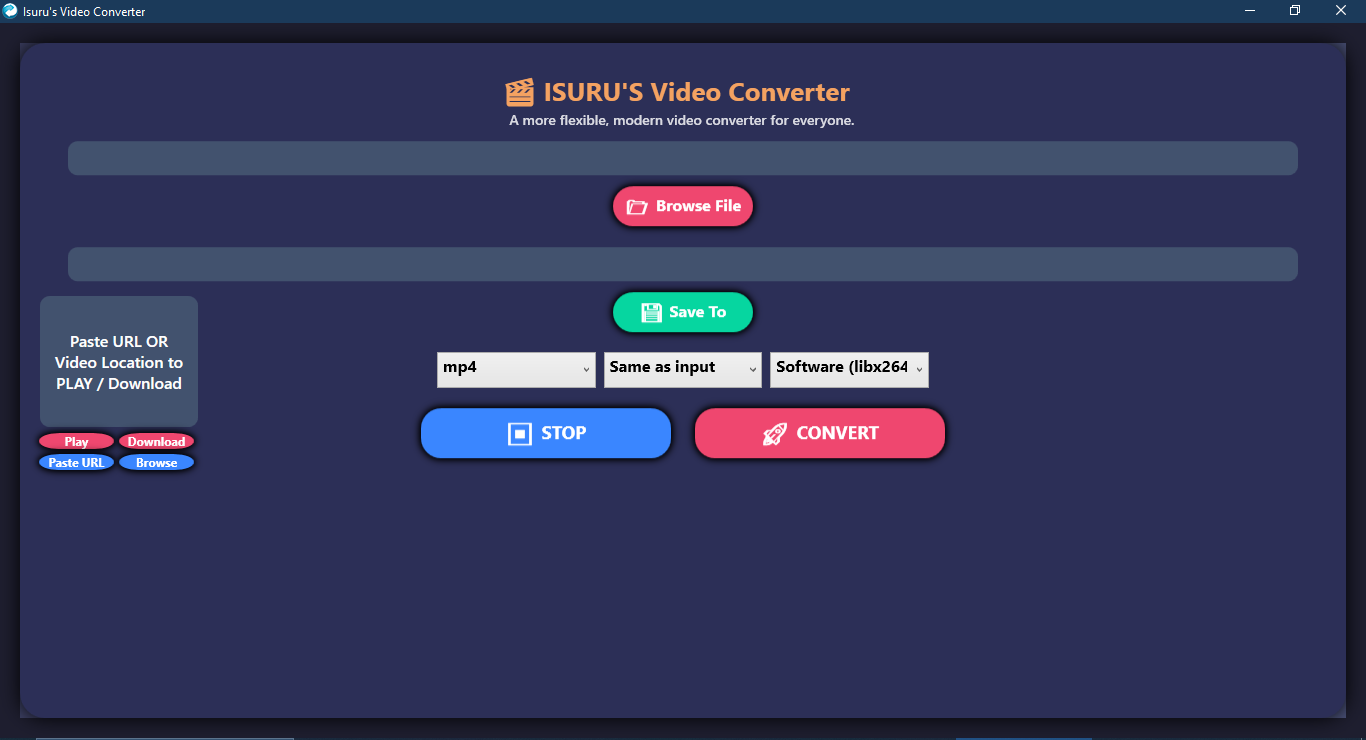 Isuru's Video Converter
ISURU'S Video Converter
A more flexible, modern video converter for everyone.
Browse File
Save To
Paste URL OR
Video Location to
PLAY / Download
mp4
Same as input
Software (libx264
Play
Download
Paste URL
Browse
STOP
CONVERT